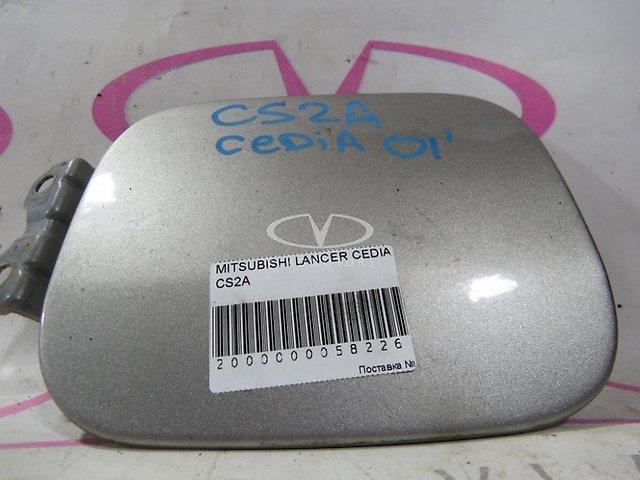 CS2A
CEDiA 01'
MITSUBISHI LANCER CEDIA
CS2A
2000000058226
Поставка №